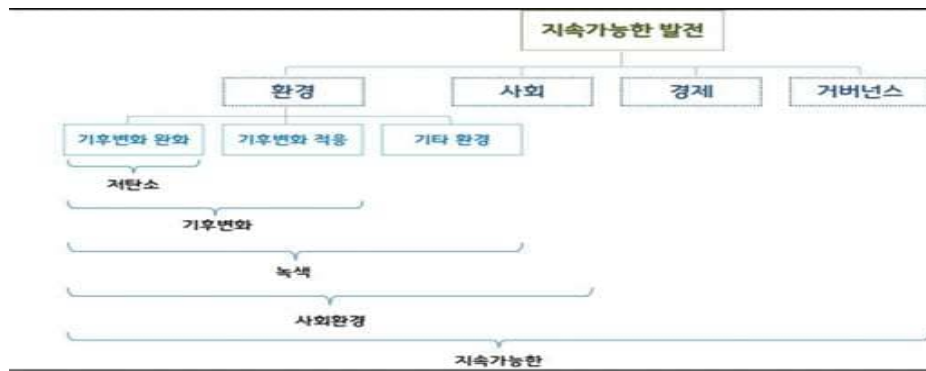 지속가능한 발전
환경 사회 경제 거버넌스
기후변화 완화 기후변화 적응 기타 환경
저탄소
기후변화
녹색
사회환경
지속가능한